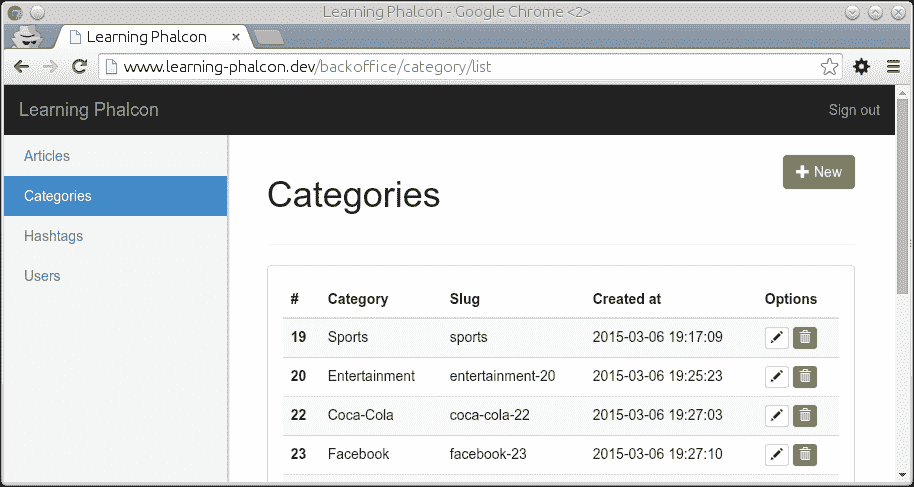 Learning Phalcon - Google Chrome <2>
Learning Phalcon
www.learning-phalcon.dev/backoffice/category/list
Learning Phalcon Sign out
Articles
Categories
Hashtags
Users
Categories
New
# Category Slug Created at Options
19 Sports sports 2015-03-06 19:17:09
20 Entertainment entertainment-20 2015-03-06 19:25:23
22 Coca-Cola coca-cola-22 2015-03-06 19:27:03
23 Facebook facebook-23 2015-03-06 19:27:10